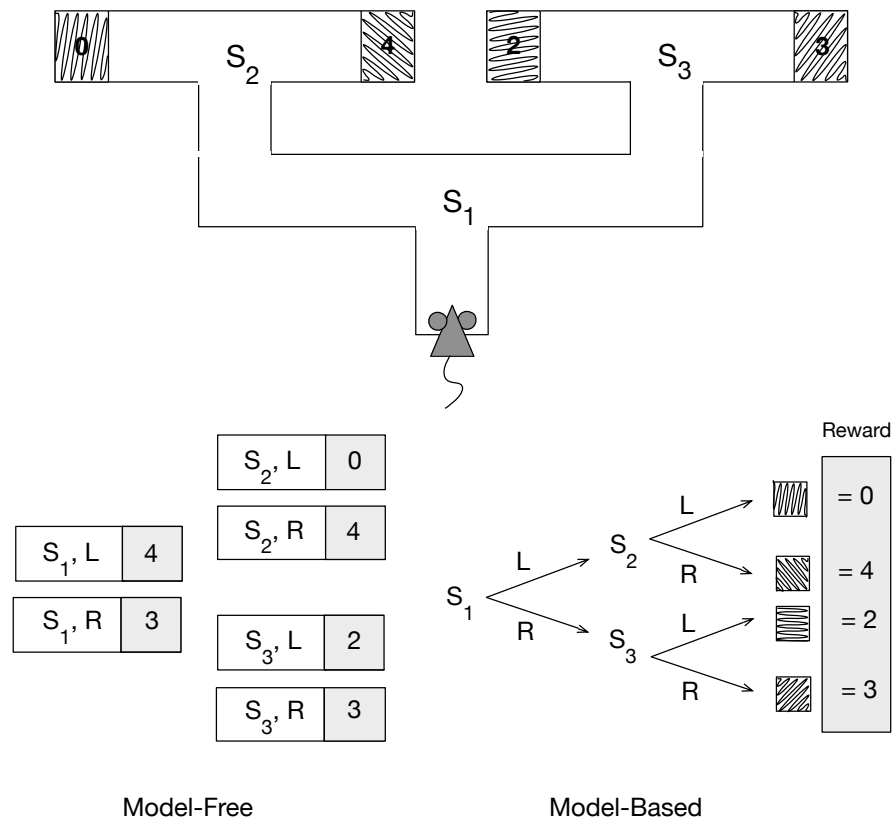 0 4 2 3
S2 S3
S1
Reward
S2, L 0
S2, R 4
S1, L 4
S1, R 3
S3, L 2
S3, R 3
L = 0
S2
L R = 4
S1
R L = 2
S3
R = 3
Model-Free Model-Based